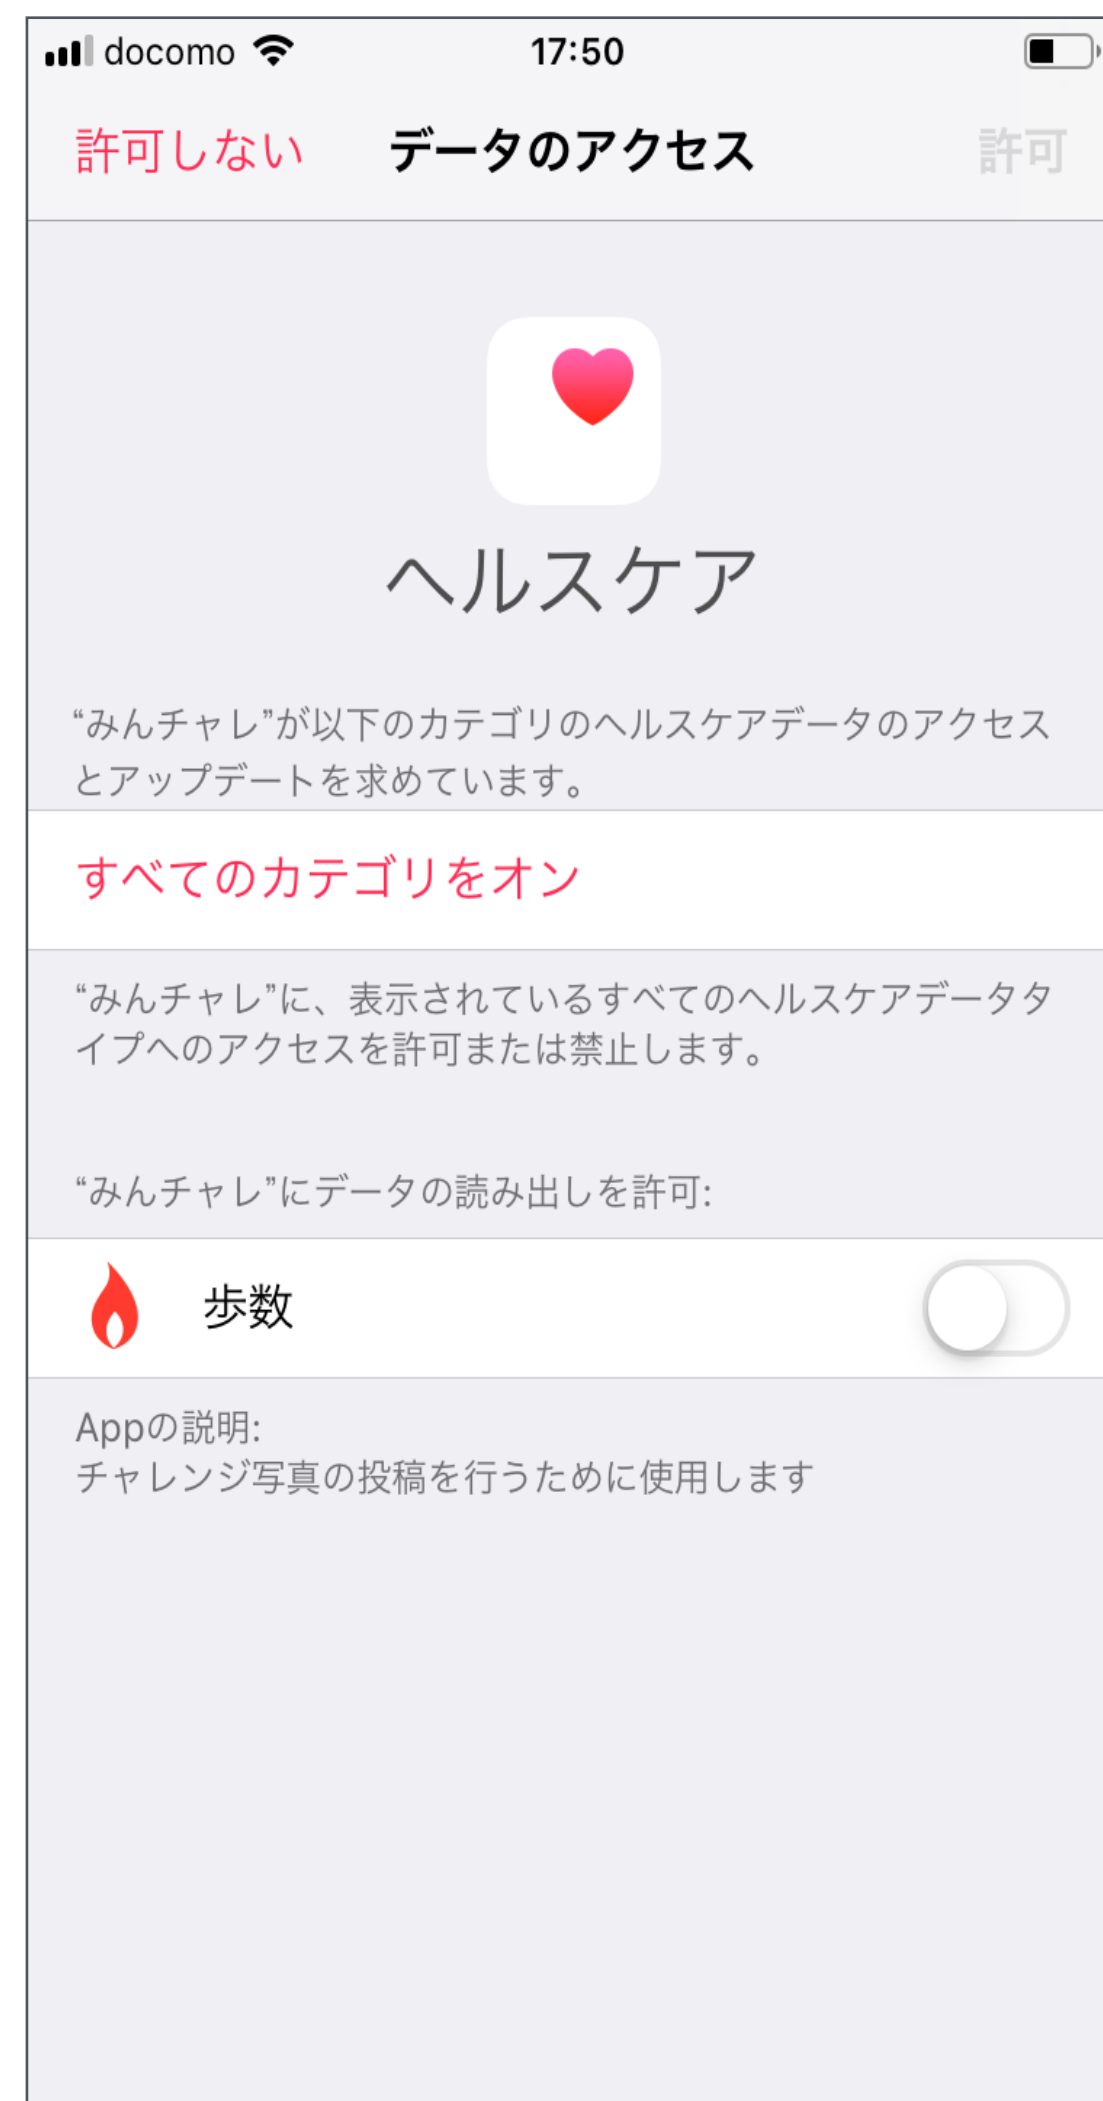 docomo 17:50
許可しない データのアクセス 許可
ヘルスケア
“みんチャレ”が以下のカテゴリのヘルスケアデータのアクセス
とアップデートを求めています。
すべてのカテゴリをオン
“みんチャレ”に、表示されているすべてのヘルスケアデータタ
イプへのアクセスを許可または禁止します。
“みんチャレ”にデータの読み出しを許可:
歩数
Appの説明:
チャレンジ写真の投稿を行うために使用します